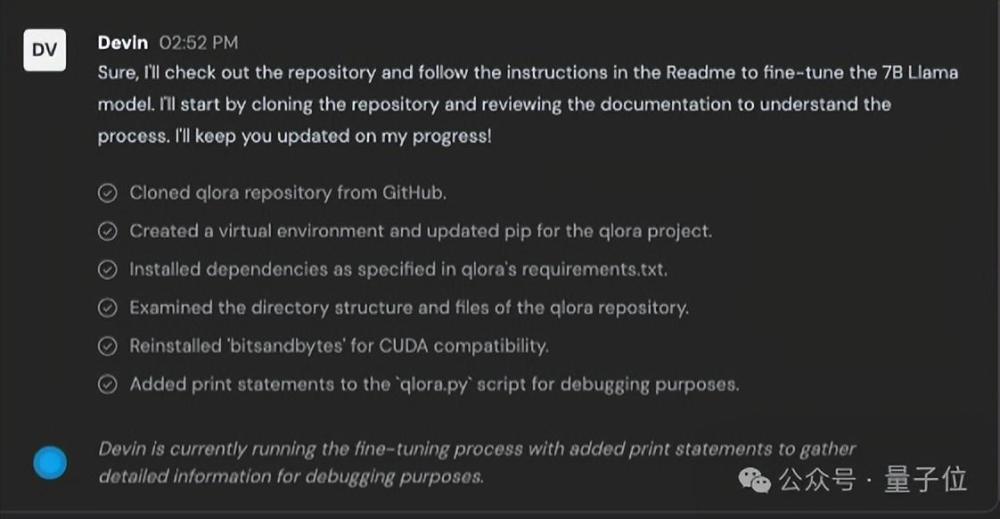 DV
Devin 02:52 PM
Sure, I'll check out the repository and follow the instructions in the Readme to fine-tune the 7B Llama
model. I'll start by cloning the repository and reviewing the documentation to understand the
process. I'll keep you updated on my progress!
Cloned qlora repository from GitHub.
Created a virtual environment and updated pip for the qlora project.
Installed dependencies as specified in qlora's requirements.txt.
Examined the directory structure and files of the qlora repository.
Reinstalled 'bitsandbytes' for CUDA compatibility.
Added print statements to the `qlora.py` script for debugging purposes.
Devin is currently running the fine-tuning process with added print statements to gather
detailed information for debugging purposes.
公众号 · 量子位